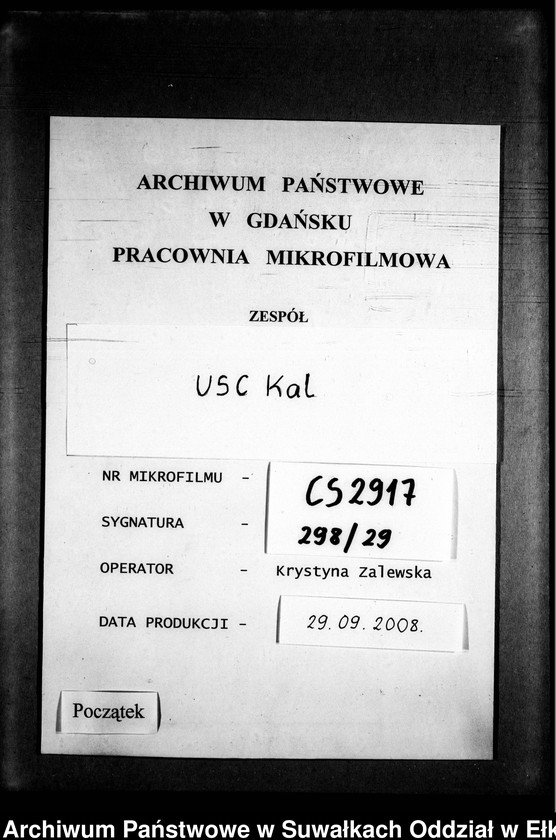 ARCHIWUM PAŃSTWOWE
W GDAŃSKU
PRACOWNIA MIKROFILMOWA
ZESPÓŁ
USC Kal
NR MIKROFILMU - CS2917
SYGNATURA - 298/29
OPERATOR - Krystyna Zalewska
DATA PRODUKCJI - 29.09.2008.
Początek
Archiwum Państwowe w Suwałkach Oddział w Ełk